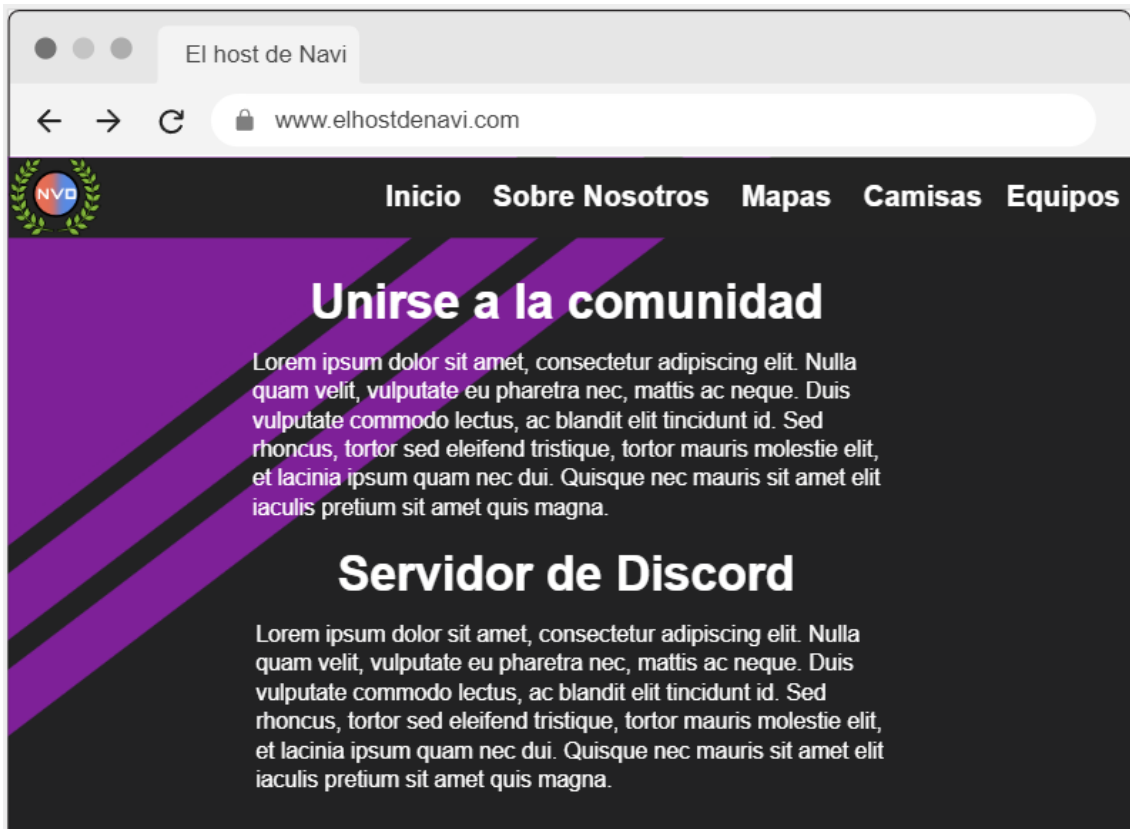 El host de Navi
www.elhostdenavi.com
NVD
Inicio Sobre Nosotros Mapas Camisas Equipos
Unirse a la comunidad
Lorem ipsum dolor sit amet, consectetur adipiscing elit. Nulla
quam velit, vulputate eu pharetra nec, mattis ac neque. Duis
vulputate commodo lectus, ac blandit elit tincidunt id. Sed
rhoncus, tortor sed eleifend tristique, tortor mauris molestie elit,
et lacinia ipsum quam nec dui. Quisque nec mauris sit amet elit
iaculis pretium sit amet quis magna.
Servidor de Discord
Lorem ipsum dolor sit amet, consectetur adipiscing elit. Nulla
quam velit, vulputate eu pharetra nec, mattis ac neque. Duis
vulputate commodo lectus, ac blandit elit tincidunt id. Sed
rhoncus, tortor sed eleifend tristique, tortor mauris molestie elit,
et lacinia ipsum quam nec dui. Quisque nec mauris sit amet elit
iaculis pretium sit amet quis magna.